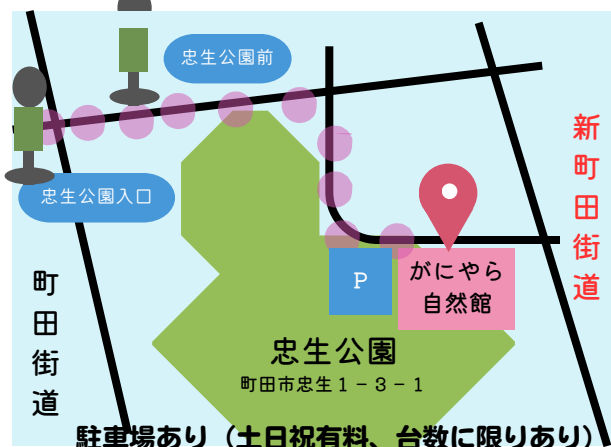 忠生公園前
忠生公園入口
新町田街道
町田街道
P
がにやら
自然館
忠生公園
町田市忠生１－３－１
駐車場あり（土日祝有料、台数に限りあり）